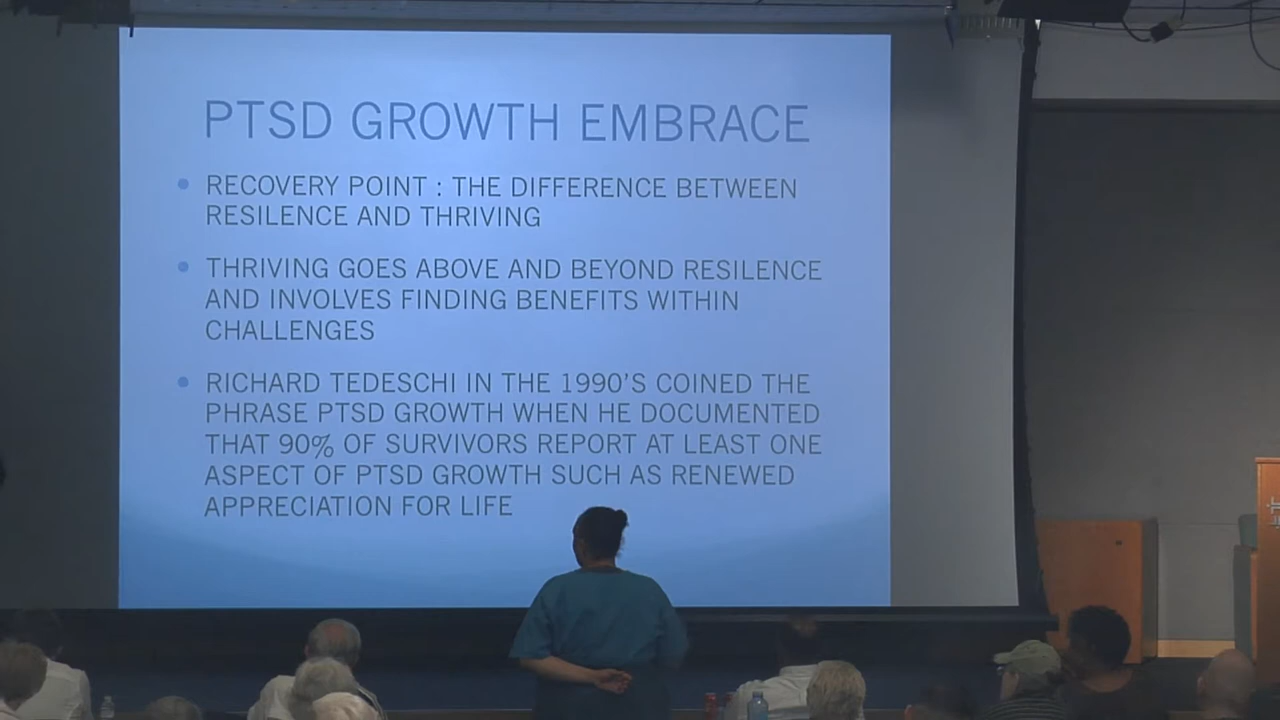 PTSD GROWTH EMBRACE
RECOVERY POINT : THE DIFFERENCE BETWEEN
RESILENCE AND THRIVING
THRIVING GOES ABOVE AND BEYOND RESILENCE
AND INVOLVES FINDING BENEFITS WITHIN
CHALLENGES
RICHARD TEDESCHI IN THE 1990'S COINED THE
PHRASE PTSD GROWTH WHEN HE DOCUMENTED
THAT 90% OF SURVIVORS REPORT AT LEAST ONE
ASPECT OF PTSD GROWTH SUCH AS RENEWED
APPRECIATION FOR LIFE